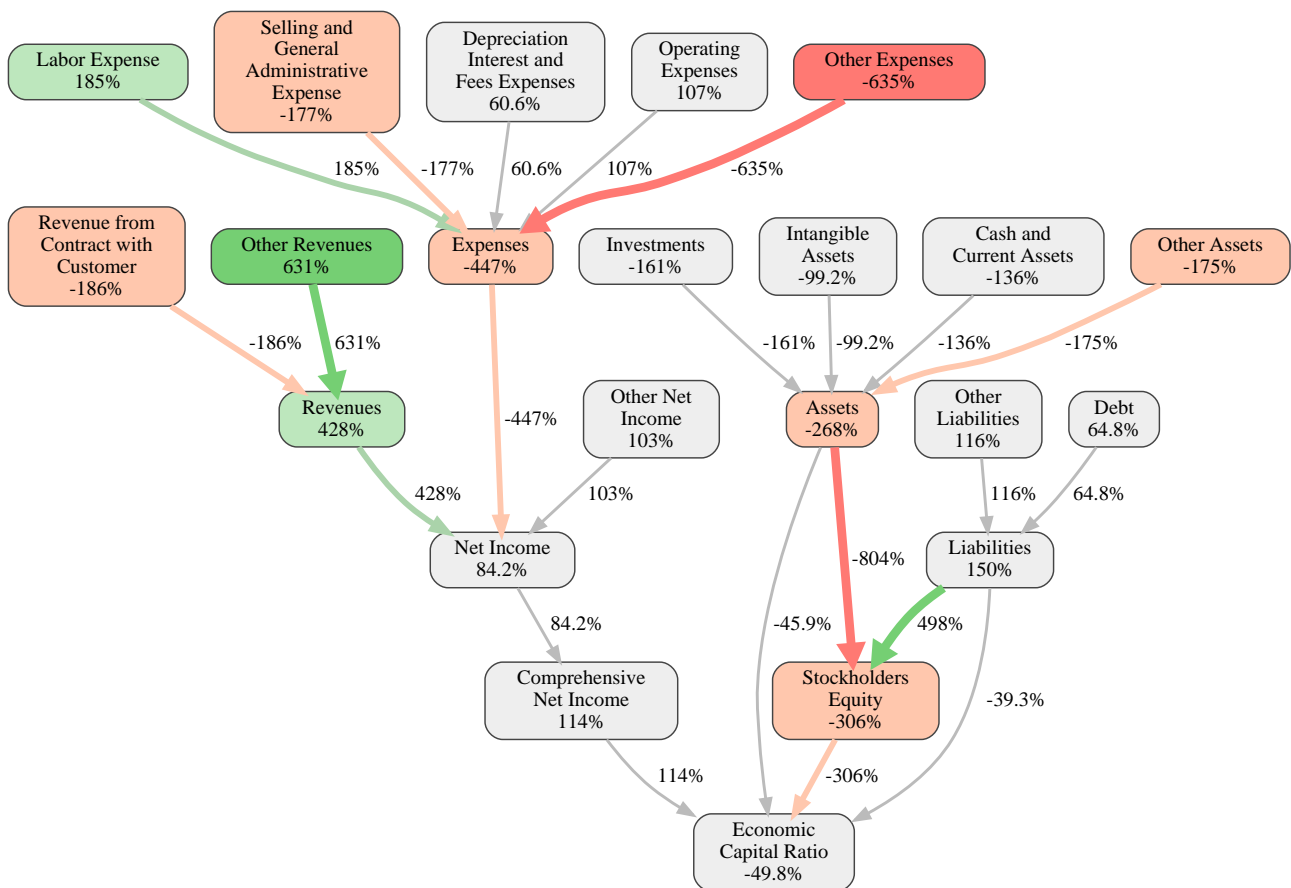 Labor Expense
185%
Selling and
General
Administrative
Expense
-177%
Depreciation
Interest and
Fees Expenses
60.6%
Operating
Expenses
107%
Other Expenses
-635%
185%
-177%
60.6%
107%
-635%
Revenue from
Contract with
Customer
-186%
Other Revenues
631%
Expenses
-447%
Investments
-161%
Intangible
Assets
-99.2%
Cash and
Current Assets
-136%
Other Assets
-175%
-186%
631%
-447%
-161%
-99.2%
-136%
-175%
Revenues
428%
Other Net
Income
103%
Assets
-268%
Other
Liabilities
116%
Debt
64.8%
428%
103%
-804%
116%
64.8%
Net Income
84.2%
Liabilities
150%
84.2%
-45.9%
498%
-39.3%
Comprehensive
Net Income
114%
Stockholders
Equity
-306%
114%
-306%
Economic
Capital Ratio
-49.8%